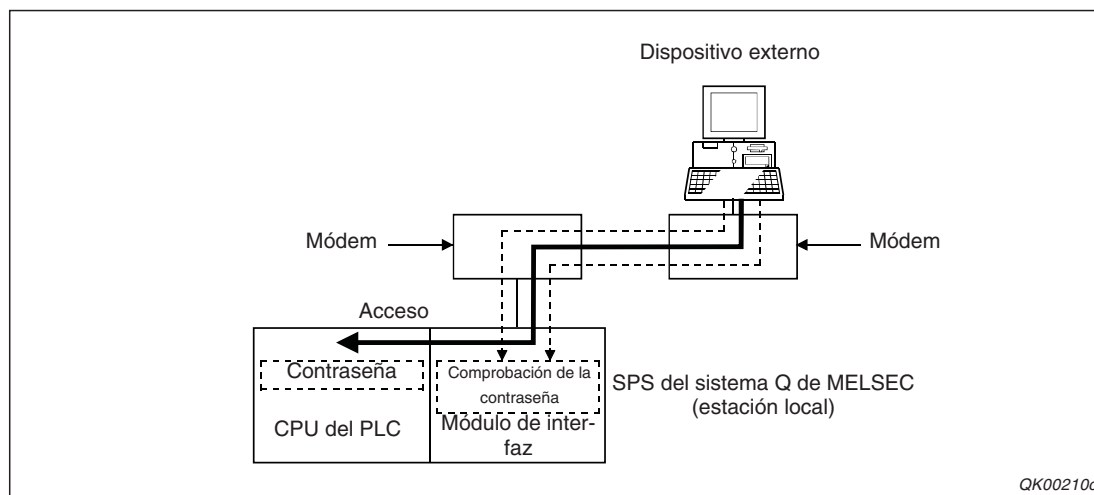 Dispositivo externo
Módem
Módem
Acceso
Contraseña
Comprobación de la
contraseña
SPS del sistema Q de MELSEC
(estación local)
CPU del PLC
Módulo de inter-
faz
QK00210c